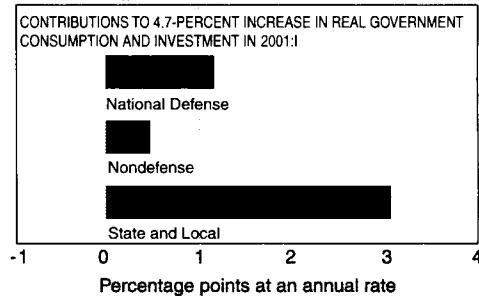 CONTRIBUTIONS TO 4.7-PERCENT INCREASE IN REAL GOVERNMENT
CONSUMPTION AND INVESTMENT IN 2001:I
National Defense
Nondefense
State and Local
-1 0 1 2 3 4
Percentage points at an annual rate